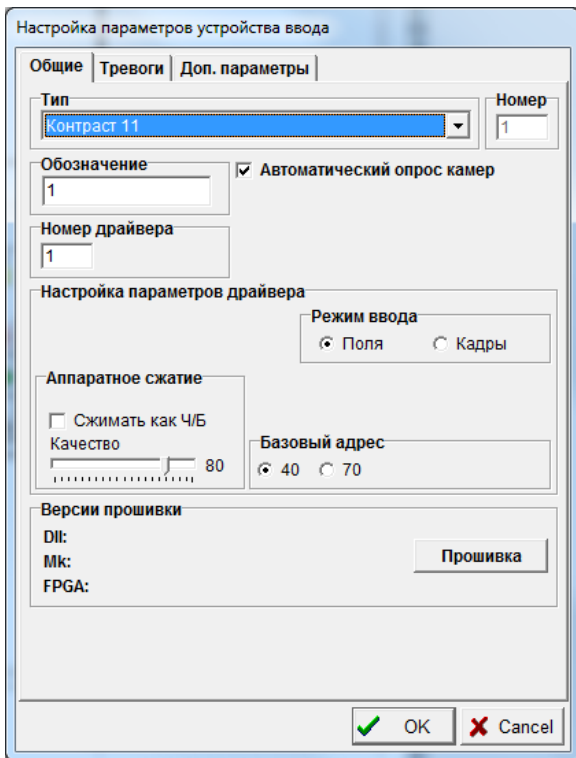 Настройка параметров устройства ввода
Общие Тревоги Доп. параметры
Тип Номер
Контраст 11 1
Обозначение
1 Автоматический опрос камер
Номер драйвера
1
Настройка параметров драйвера
Режим ввода
Поля Кадры
Аппаратное сжатие
Сжимать как Ч/Б
Качество
80
Базовый адрес
40 70
Версии прошивки
Dll:
Mk:
FPGA:
Прошивка
OK Cancel